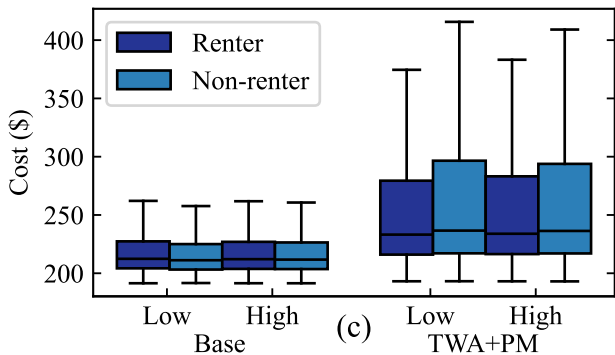 Cost ($)
400
350
300
250
200
Renter
Non-renter
Low High Low High
Base (c) TWA+PM